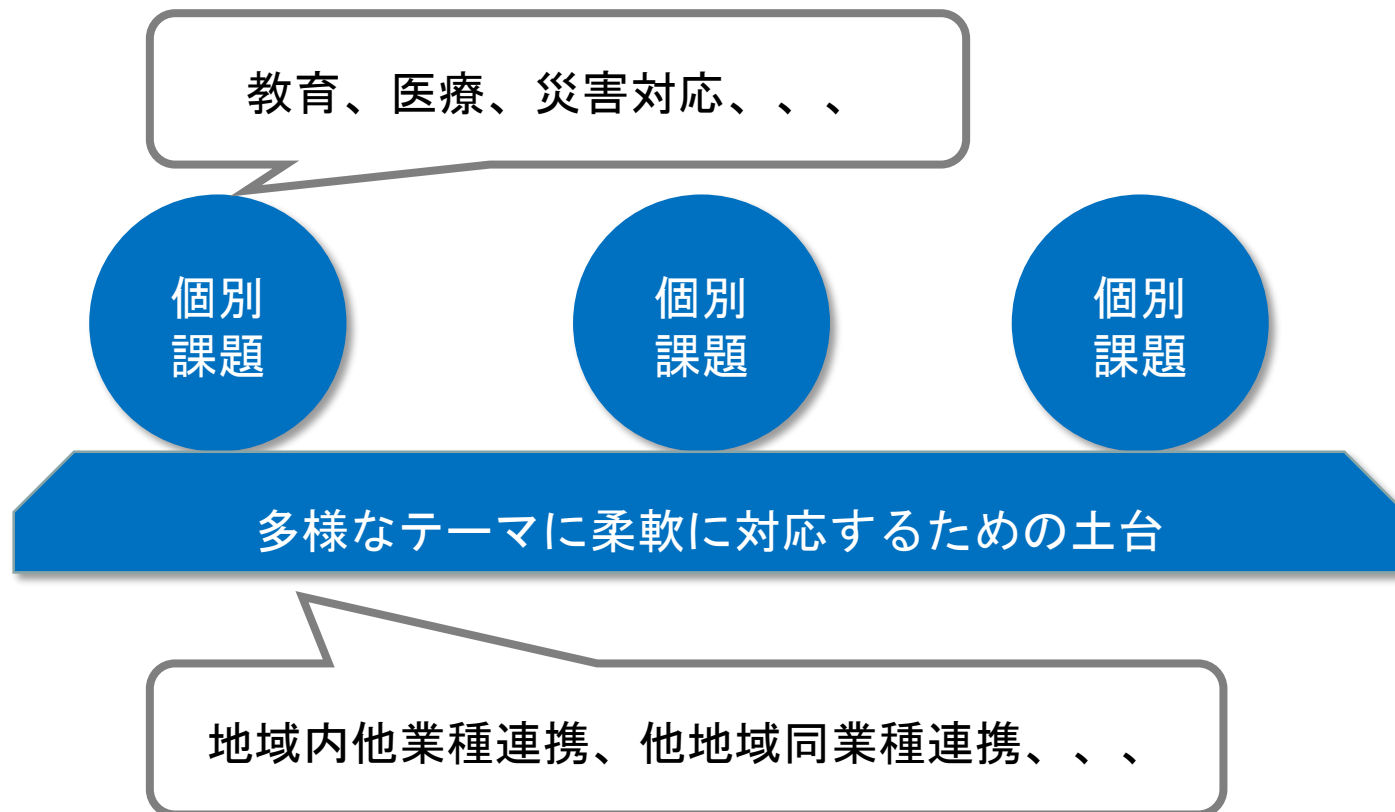 教育、医療、災害対応、、、
個別
課題
個別
課題
個別
課題
多様なテーマに柔軟に対応するための土台
地域内他業種連携、他地域同業種連携、、、